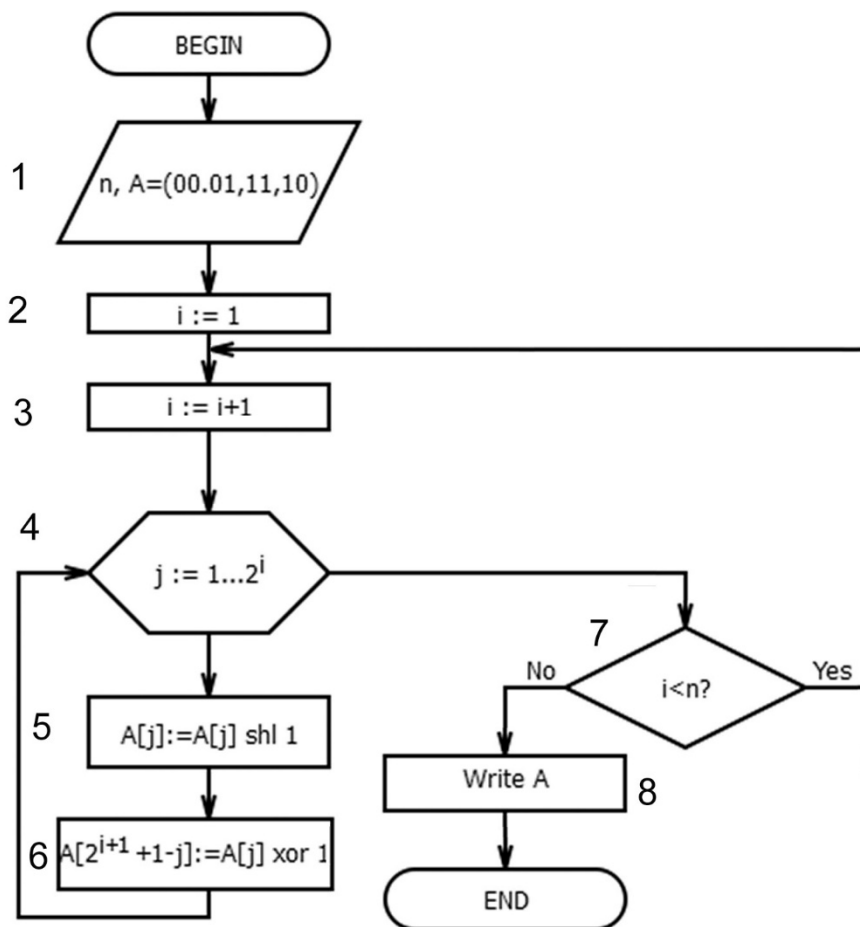 BEGIN
1
n, A=(00.01,11,10)
2
i := 1
3
i := i+1
4
j := 1...2^i
5
A[j]:=A[j] shl 1
6
A[2^{i+1} +1-j]:=A[j] xor 1
7
No
i<n?
Yes
Write A
8
END